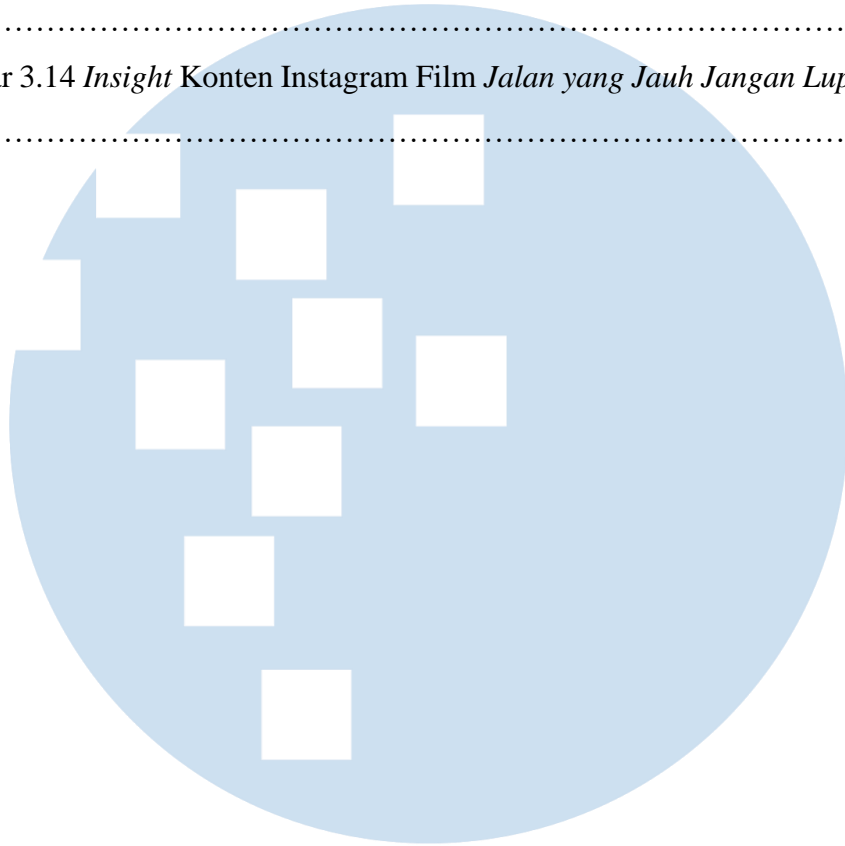 ……………………………………………………………………………
r 3.14 Insight Konten Instagram Film Jalan yang Jauh Jangan Lup
……………………………………………………………………………